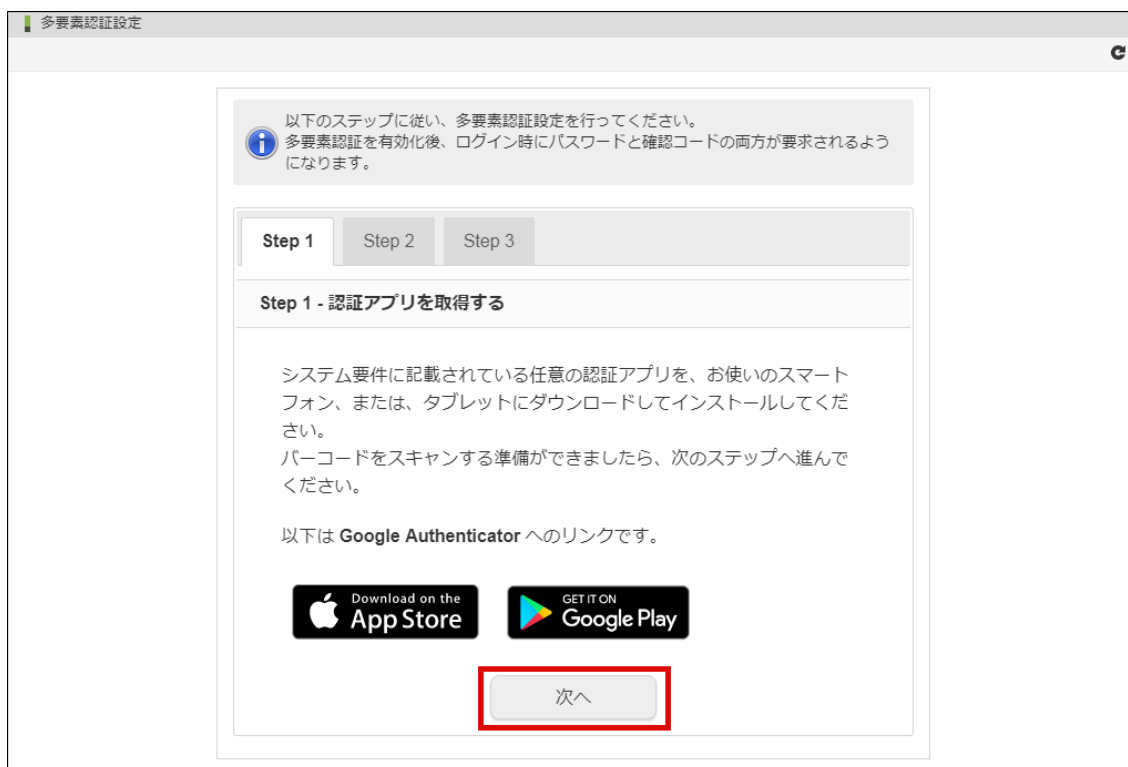 多要素認証設定
以下のステップに従い、多要素認証設定を行ってください。
多要素認証を有効化後、ログイン時にパスワードと確認コードの両方が要求されるよう
になります。
Step 1 Step 2 Step 3
Step 1 - 認証アプリを取得する
システム要件に記載されている任意の認証アプリを、お使いのスマート
フォン、または、タブレットにダウンロードしてインストールしてくだ
さい。
バーコードをスキャンする準備ができましたら、次のステップへ進んで
ください。
以下は Google Authenticator へのリンクです。
Download on the
App Store
GET IT ON
Google Play
次へ